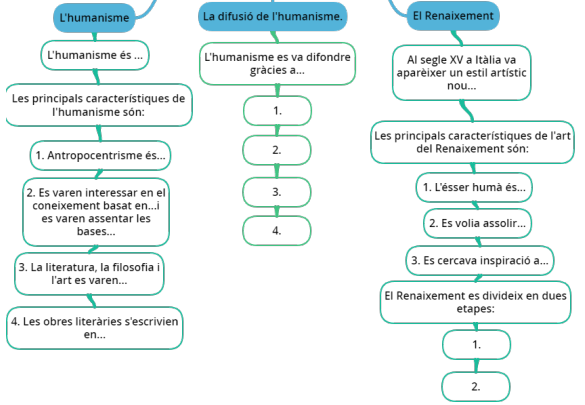 L'humanisme
L'humanisme és ...
Les principals característiques de
l'humanisme són:
1. Antropocentrisme és...
2. Es varen interessar en el
coneixement basat en...i
es varen assentar les
bases...
3. La literatura, la filosofia i
l'art es varen...
4. Les obres literàries s'escrivien
en...
La difusió de l'humanisme.
L'humanisme es va difondre
gràcies a...
1.
2.
3.
4.
El Renaixement
Al segle XV a Itàlia va
aparèixer un estil artístic
nou...
Les principals característiques de l'art
del Renaixement són:
1. L'ésser humà és...
2. Es volia assolir...
3. Es cercava inspiració a...
El Renaixement es divideix en dues
etapes:
1.
2.